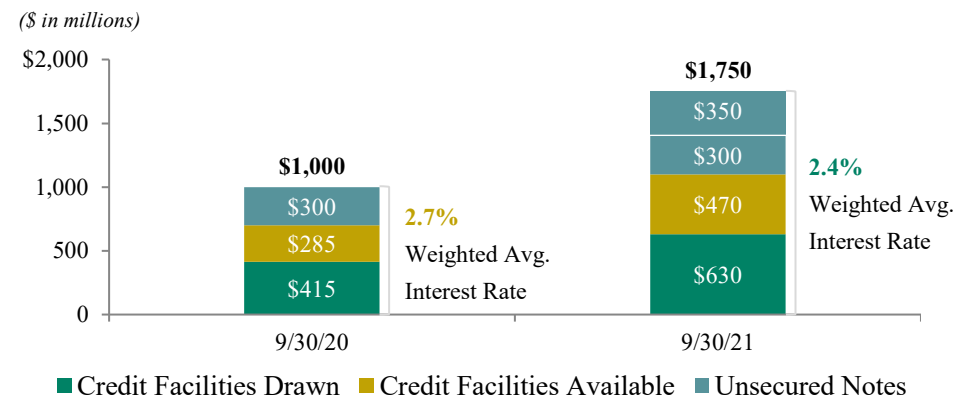 ($ in millions)
$2,000
1,500
1,000
500
0
$1,000
$300
$285
$415
2.7%
Weighted Avg.
Interest Rate
$1,750
$350
$300
$470
$630
2.4%
Weighted Avg.
Interest Rate
9/30/20
9/30/21
Credit Facilities Drawn
Credit Facilities Available
Unsecured Notes